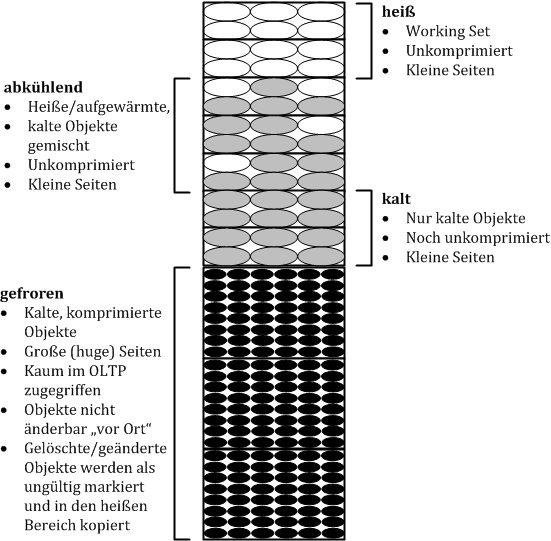 heiß
• Working Set
• Unkomprimiert
• Kleine Seiten
abkühlend
• Heiße/aufgewärmte,
• kalte Objekte
gemischt
• Unkomprimiert
• Kleine Seiten
kalt
• Nur kalte Objekte
• Noch unkomprimiert
• Kleine Seiten
gefroren
• Kalte, komprimierte
Objekte
• Große (huge) Seiten
• Kaum im OLTP
zugegriffen
• Objekte nicht
änderbar „vor Ort“
• Gelöschte/geänderte
Objekte werden als
ungültig markiert
und in den heißen
Bereich kopiert